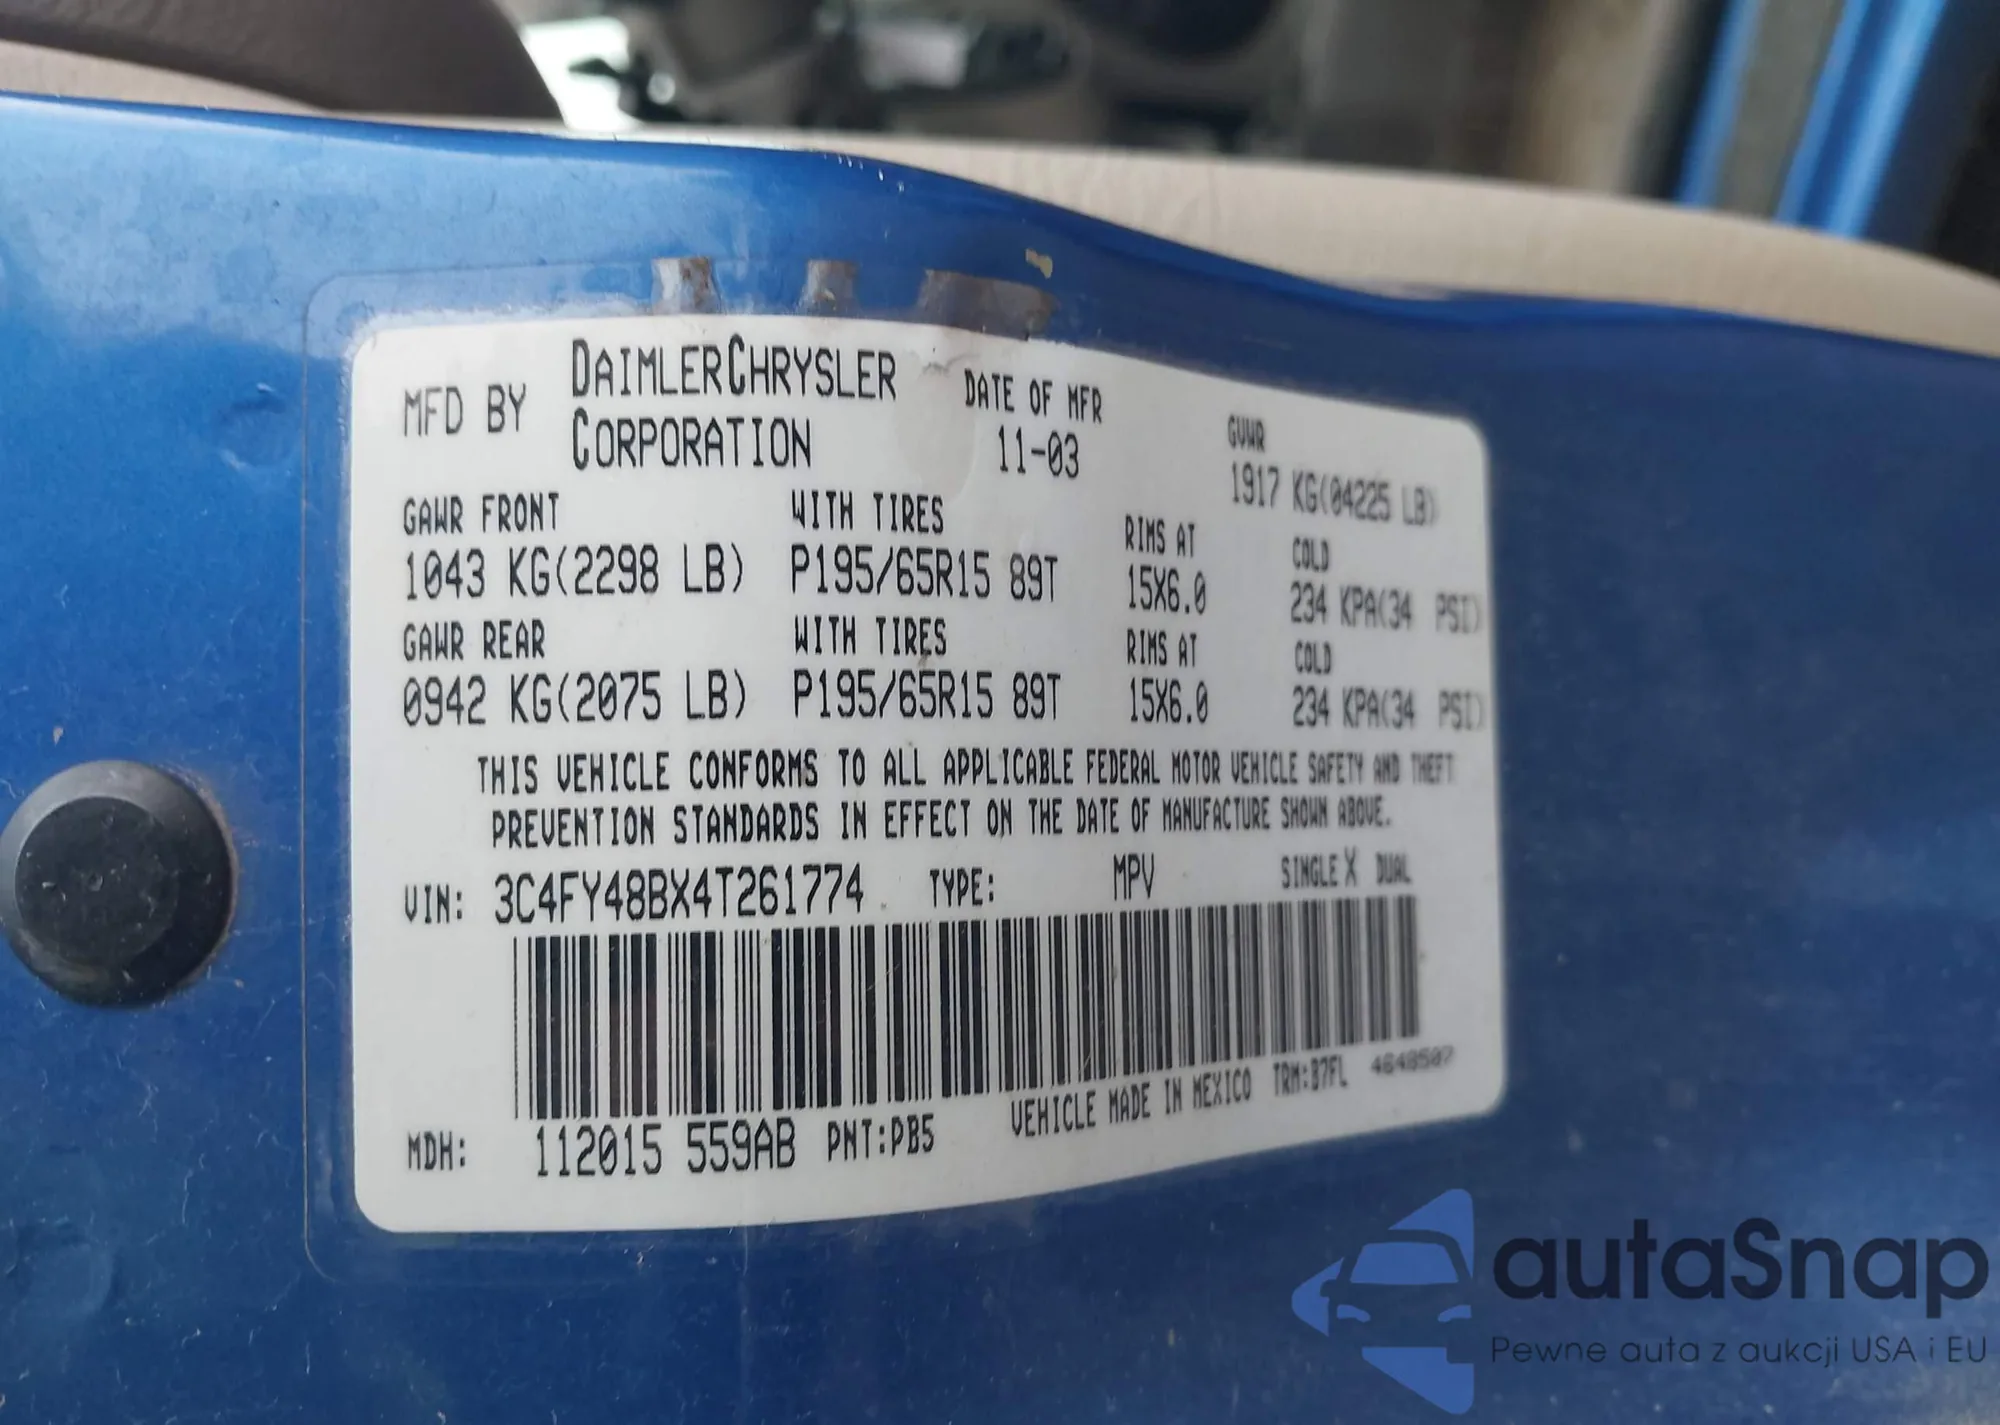 MFD BY DAIMLERCHRYSLER CORPORATION DATE OF MFR 11-03 GVWR 1917 KG(04225 LB)
GAWR FRONT WITH TIRES RIMS AT COLD
1043 KG(2298 LB) P195/65R15 89T 15X6.0 234 KPA(34 PSI)
GAWR REAR WITH TIRES RIMS AT COLD
0942 KG(2075 LB) P195/65R15 89T 15X6.0 234 KPA(34 PSI)
THIS VEHICLE CONFORMS TO ALL APPLICABLE FEDERAL MOTOR VEHICLE SAFETY AND THEFT
PREVENTION STANDARDS IN EFFECT ON THE DATE OF MANUFACTURE SHOWN ABOVE.
VIN: 3C4FY48BX4T261774 TYPE: MPV SINGLE X DUAL
MDH: 112015 559AB PNT:PB5 VEHICLE MADE IN MEXICO TRM:B7FL 4648507
autaSnap
Pewne auta z aukcji USA i EU